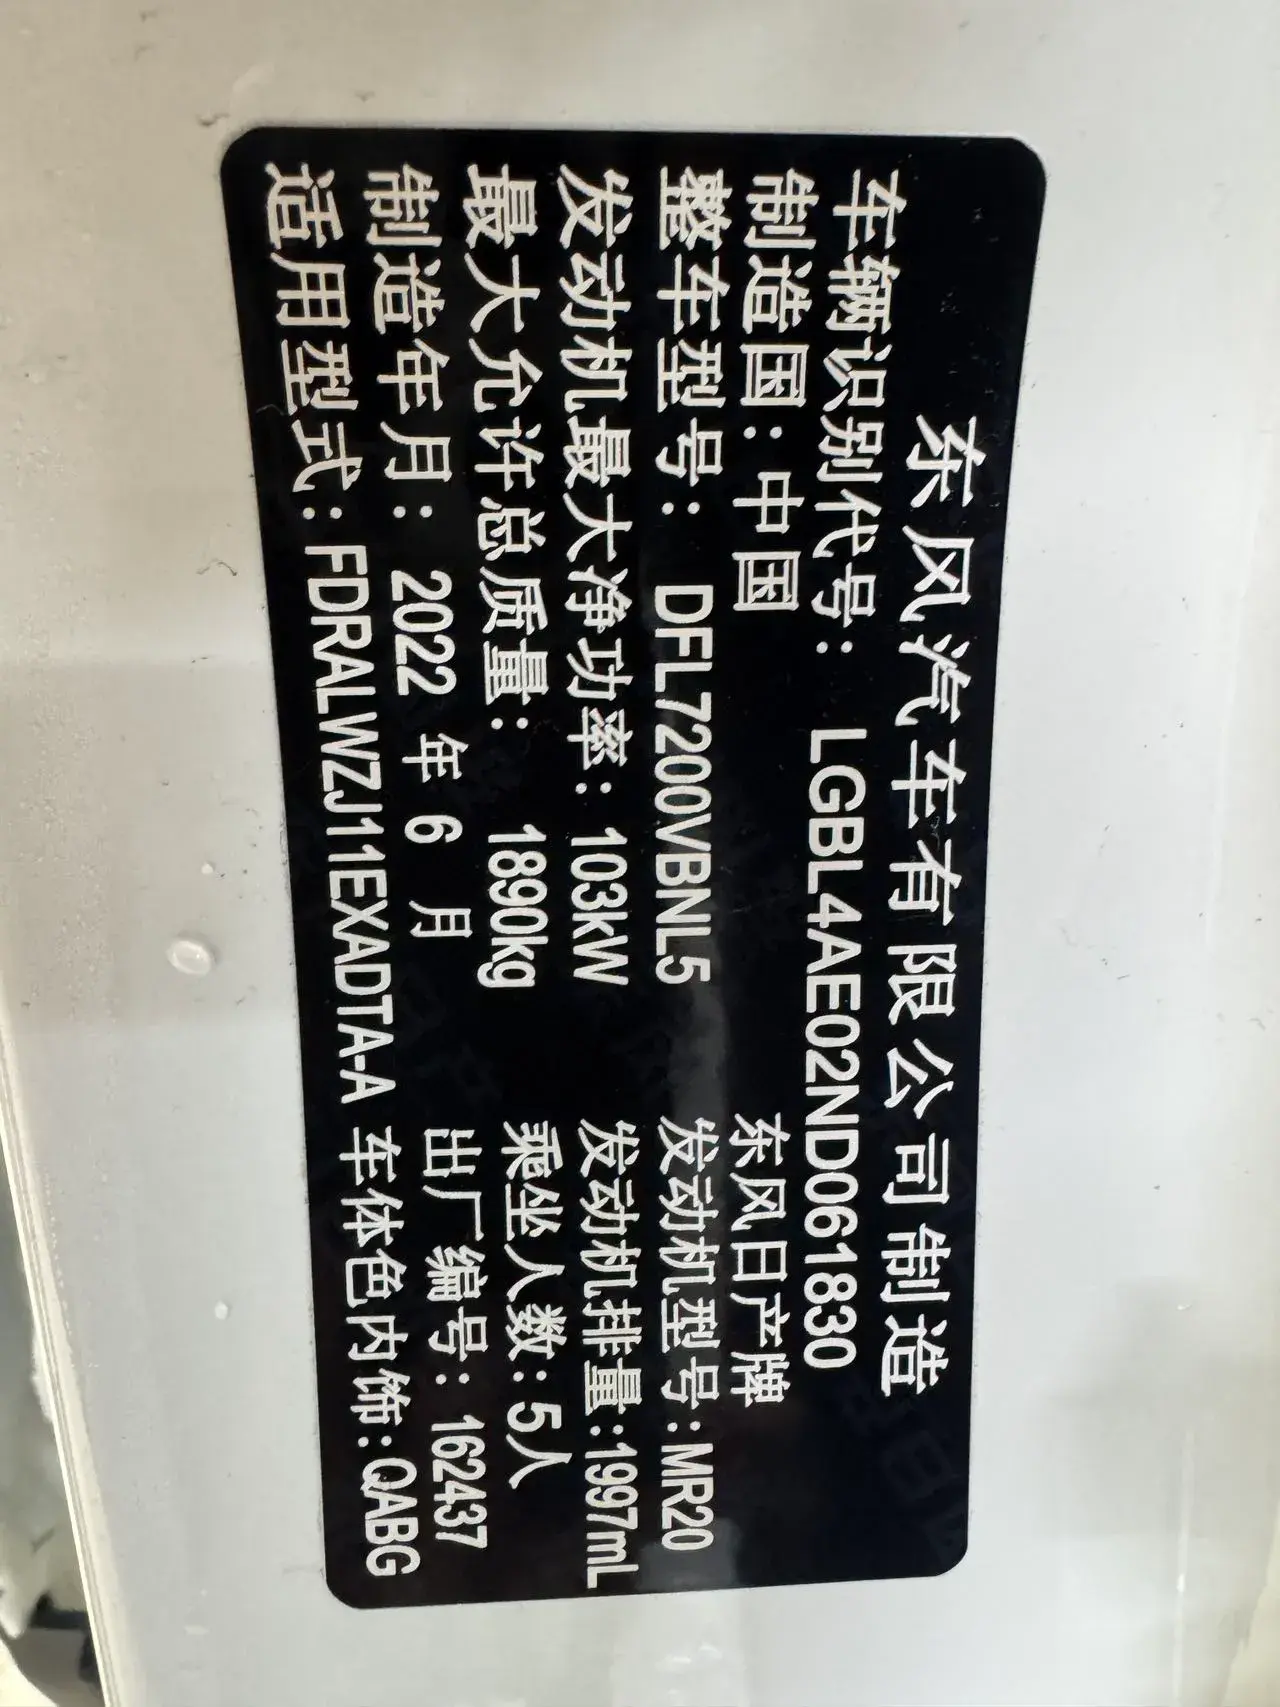 东风汽车有限公司制造
车辆识别代号： LGBL4AE02ND061830
制造国：中国 东风日产牌
整车型号： DFL7200VBNL5 发动机型号：MR20
发动机最大净功率： 103kW 发动机排量:1997mL
最大允许总质量： 1890kg 乘坐人数：5人
制造年月： 2022 年 6 月 出厂编号：162437
适用型式：FDRALWZJ11EXADTA-A 车体色内饰：QABG